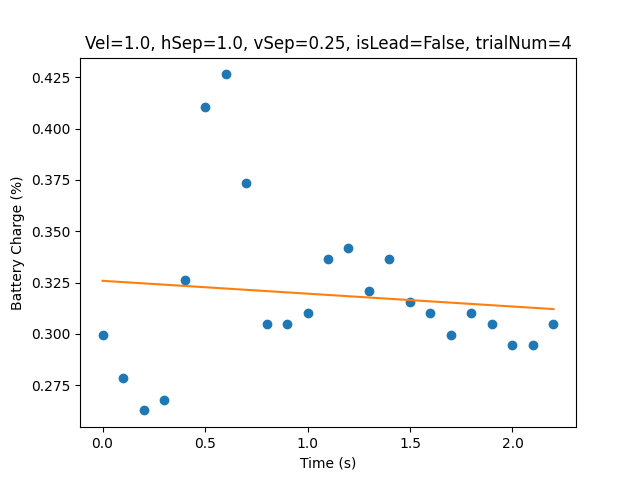 Vel=1.0, hSep=1.0, vSep=0.25, isLead=False, trialNum=4
0.425
0.400
0.375
0.350
0.325
0.300
0.275
Battery Charge (%)
0.0 0.5 1.0 1.5 2.0
Time (s)